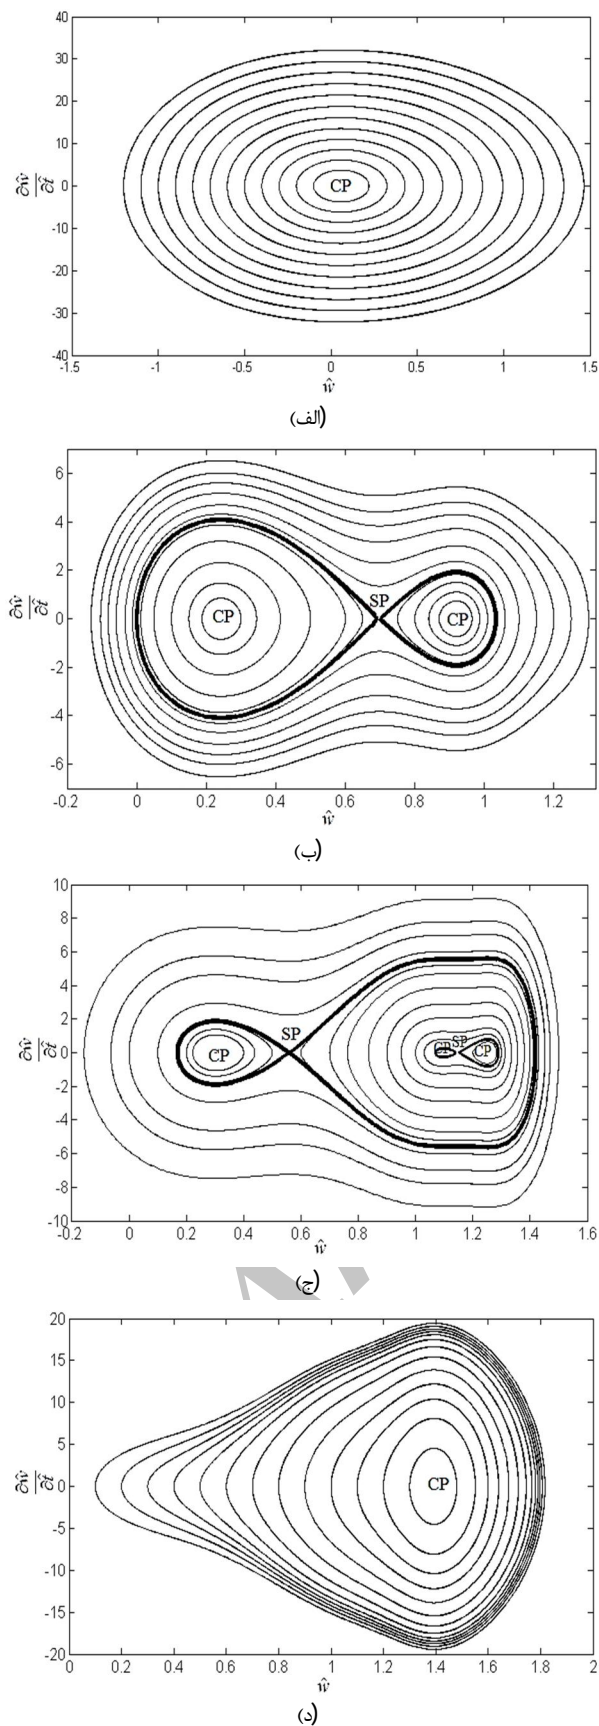 40
30
20
10
0
-10
-20
-30
-40
∂ŵ/∂t̂
CP
-1.5 -1 -0.5 0 0.5 1 1.5
ŵ
(الف)
6
4
2
0
-2
-4
-6
∂ŵ/∂t̂
SP
CP CP
-0.2 0 0.2 0.4 0.6 0.8 1 1.2
ŵ
(ب)
10
8
6
4
2
0
-2
-4
-6
-8
-10
∂ŵ/∂t̂
SP
CP CP SP CP
-0.2 0 0.2 0.4 0.6 0.8 1 1.2 1.4 1.6
ŵ
(ج)
20
15
10
5
0
-5
-10
-15
-20
∂ŵ/∂t̂
CP
0 0.2 0.4 0.6 0.8 1 1.2 1.4 1.6 1.8 2
ŵ
(د)